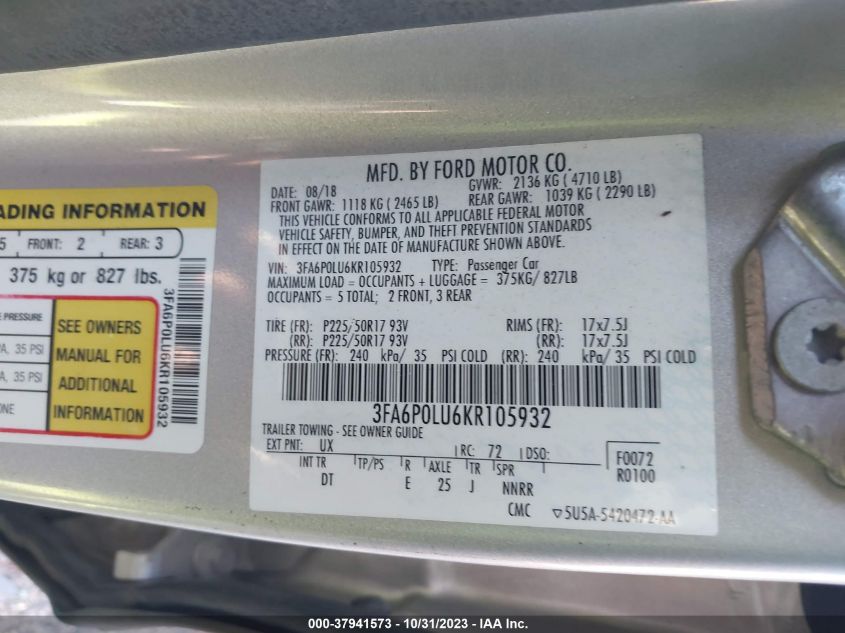 ADING INFORMATION
5 FRONT: 2 REAR: 3
375 kg or 827 lbs.
PRESSURE
35 PSI
35 PSI
SEE OWNERS
MANUAL FOR
ADDITIONAL
INFORMATION
3FA6P0LU6KR105932
MFD. BY FORD MOTOR CO.
DATE: 08/18 GVWR: 2136 KG ( 4710 LB)
FRONT GAWR: 1118 KG ( 2465 LB) REAR GAWR: 1039 KG ( 2290 LB)
THIS VEHICLE CONFORMS TO ALL APPLICABLE FEDERAL MOTOR
VEHICLE SAFETY, BUMPER, AND THEFT PREVENTION STANDARDS
IN EFFECT ON THE DATE OF MANUFACTURE SHOWN ABOVE.
VIN: 3FA6P0LU6KR105932 TYPE: Passenger Car
MAXIMUM LOAD = OCCUPANTS + LUGGAGE = 375KG/ 827LB
OCCUPANTS = 5 TOTAL; 2 FRONT, 3 REAR
TIRE (FR): P225/50R17 93V RIMS (FR): 17x7.5J
(RR): P225/50R17 93V (RR): 17x7.5J
PRESSURE (FR): 240 kPa/ 35 PSI COLD (RR): 240 kPa/ 35 PSI COLD
3FA6P0LU6KR105932
TRAILER TOWING - SEE OWNER GUIDE
EXT PNT: UX RC: 72 DSO:
INT TR TP/PS R AXLE TR SPR
DT E 25 J NNRR
F0072
R0100
CMC ▽5U5A-5420472-AA
000-37941573 - 10/31/2023 - IAA Inc.